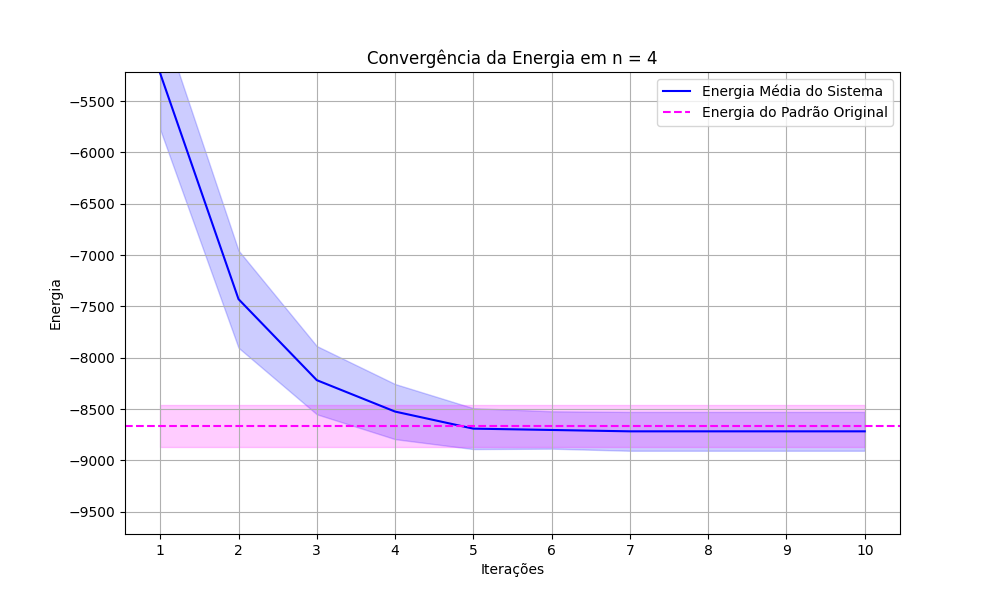 Convergência da Energia em n = 4
Energia Média do Sistema
Energia do Padrão Original
Energia
−5500
−6000
−6500
−7000
−7500
−8000
−8500
−9000
−9500
1 2 3 4 5 6 7 8 9 10
Iterações